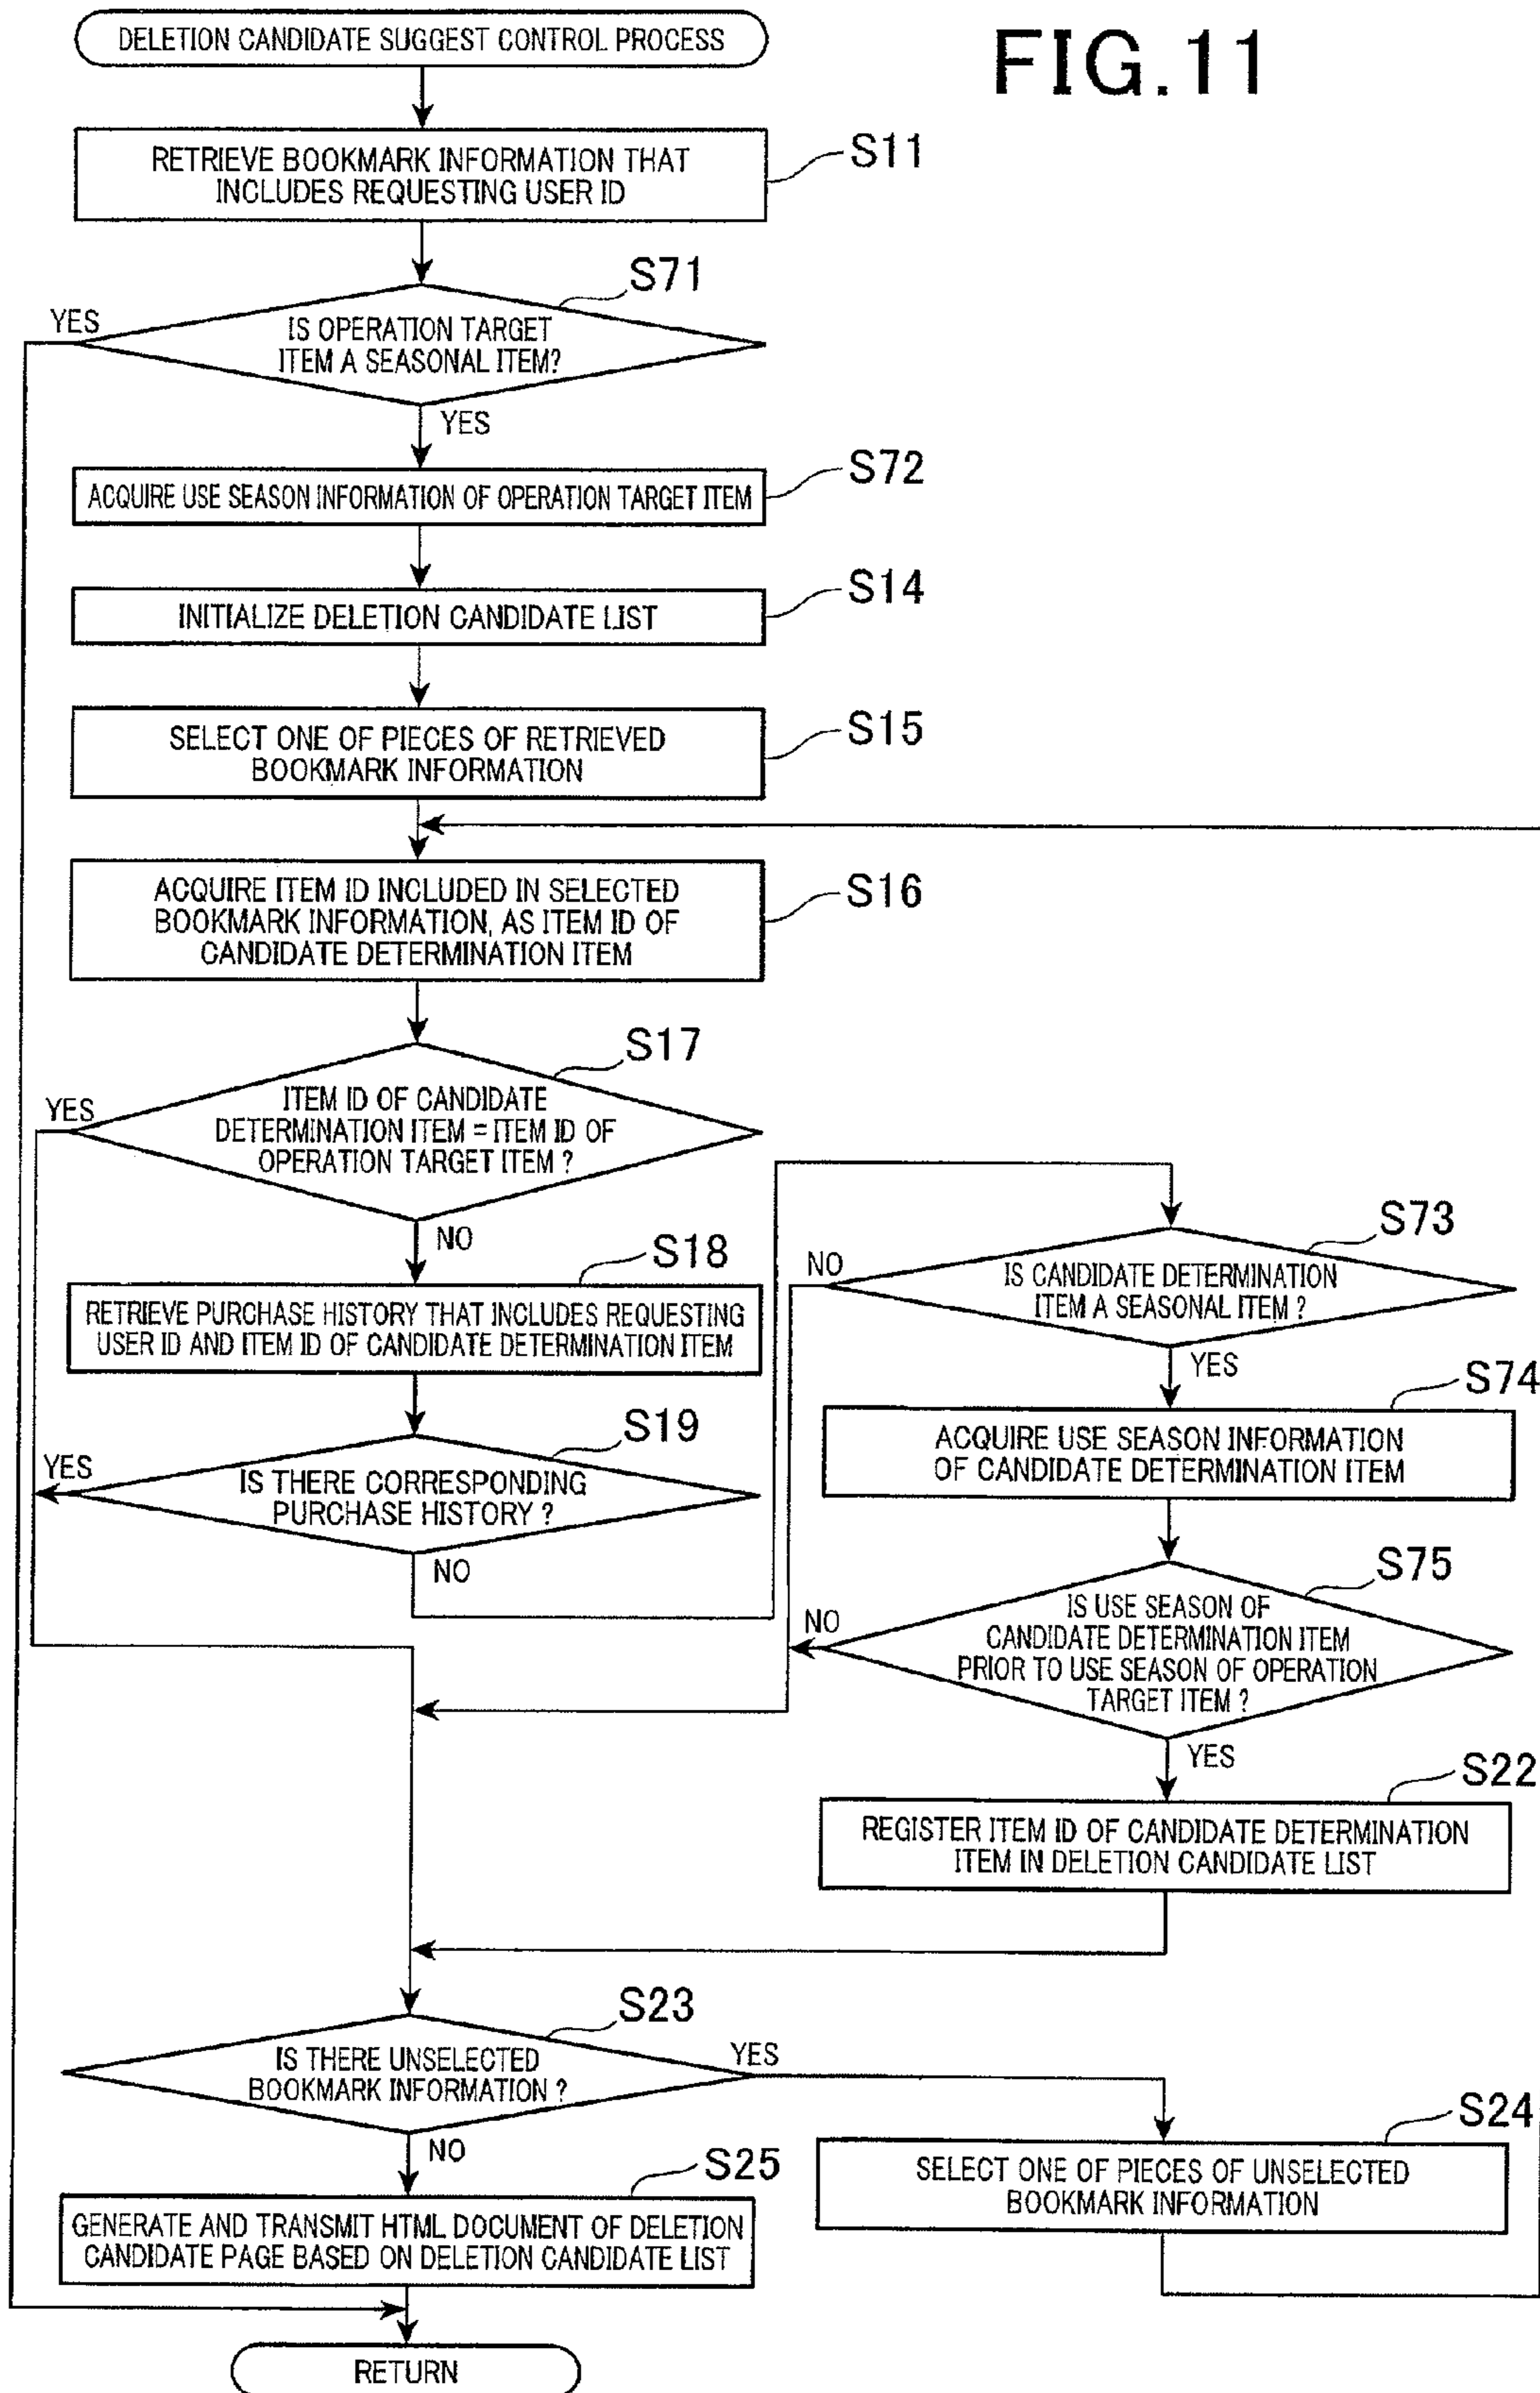 DELETION CANDIDATE SUGGEST CONTROL PROCESS
FIG.11
RETRIEVE BOOKMARK INFORMATION THAT
INCLUDES REQUESTING USER ID
S11
S71
YES
IS OPERATION TARGET
ITEM A SEASONAL ITEM?
YES
S72
ACQUIRE USE SEASON INFORMATION OF OPERATION TARGET ITEM
S14
INITIALIZE DELETION CANDIDATE LIST
S15
SELECT ONE OF PIECES OF RETRIEVED
BOOKMARK INFORMATION
S16
ACQUIRE ITEM ID INCLUDED IN SELECTED
BOOKMARK INFORMATION, AS ITEM ID OF
CANDIDATE DETERMINATION ITEM
S17
YES
ITEM ID OF CANDIDATE
DETERMINATION ITEM = ITEM ID OF
OPERATION TARGET ITEM ?
NO
S18
RETRIEVE PURCHASE HISTORY THAT INCLUDES REQUESTING
USER ID AND ITEM ID OF CANDIDATE DETERMINATION ITEM
S19
YES
IS THERE CORRESPONDING
PURCHASE HISTORY ?
NO
S73
NO
IS CANDIDATE DETERMINATION
ITEM A SEASONAL ITEM ?
YES
S74
ACQUIRE USE SEASON INFORMATION
OF CANDIDATE DETERMINATION ITEM
S75
NO
IS USE SEASON OF
CANDIDATE DETERMINATION ITEM
PRIOR TO USE SEASON OF OPERATION
TARGET ITEM ?
YES
S22
REGISTER ITEM ID OF CANDIDATE DETERMINATION
ITEM IN DELETION CANDIDATE LIST
S23
IS THERE UNSELECTED
BOOKMARK INFORMATION ?
YES
NO
S24
SELECT ONE OF PIECES OF UNSELECTED
BOOKMARK INFORMATION
S25
GENERATE AND TRANSMIT HTML DOCUMENT OF DELETION
CANDIDATE PAGE BASED ON DELETION CANDIDATE LIST
RETURN